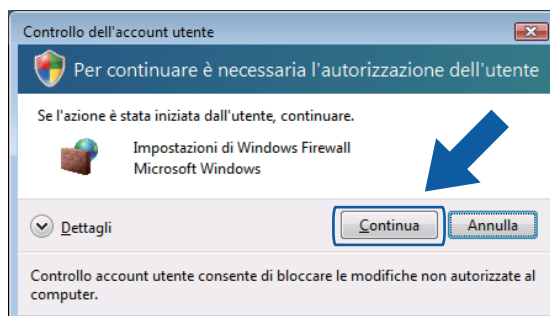 Controllo dell'account utente
Per continuare è necessaria l'autorizzazione dell'utente
Se l'azione è stata iniziata dall'utente, continuare.
Impostazioni di Windows Firewall
Microsoft Windows
Dettagli
Continua
Annulla
Controllo account utente consente di bloccare le modifiche non autorizzate al
computer.